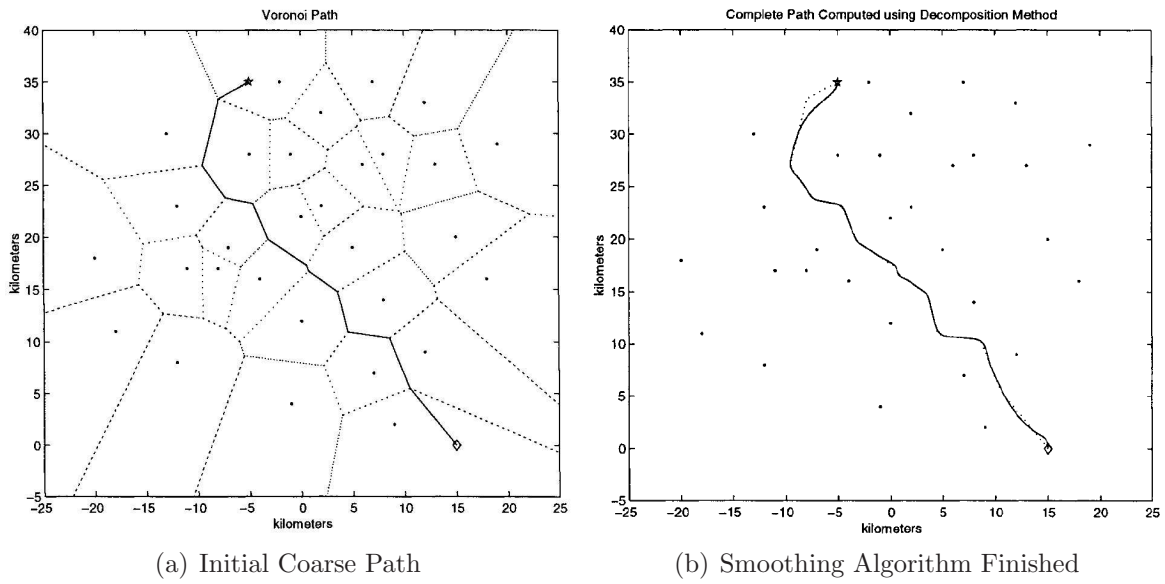 Voronoi Path
40
35
30
25
20
15
10
5
0
−5
kilometers
−25 −20 −15 −10 −5 0 5 10 15 20 25
kilometers
(a) Initial Coarse Path
Complete Path Computed using Decomposition Method
40
35
30
25
20
15
10
5
0
−5
kilometers
−25 −20 −15 −10 −5 0 5 10 15 20 25
kilometers
(b) Smoothing Algorithm Finished